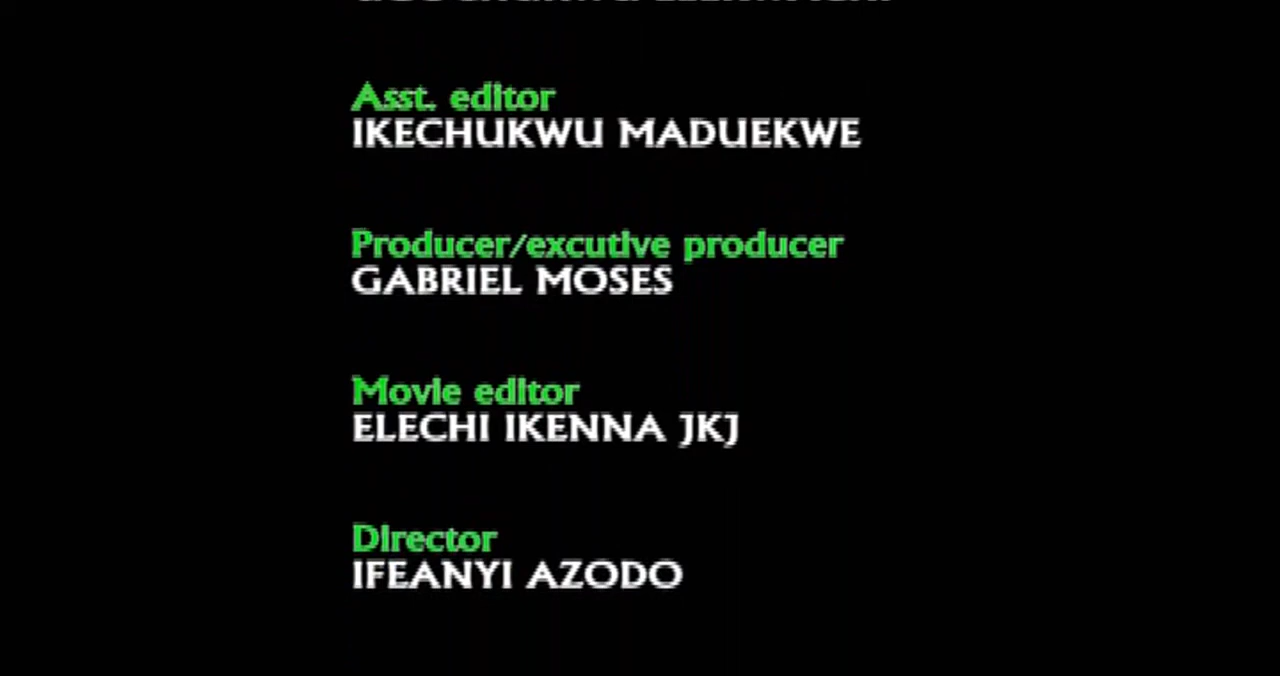 Asst. editor
IKECHUKWU MADUEKWE
Producer/excutive producer
GABRIEL MOSES
Movie editor
ELECHI IKENNA JKJ
Director
IFEANYI AZODO